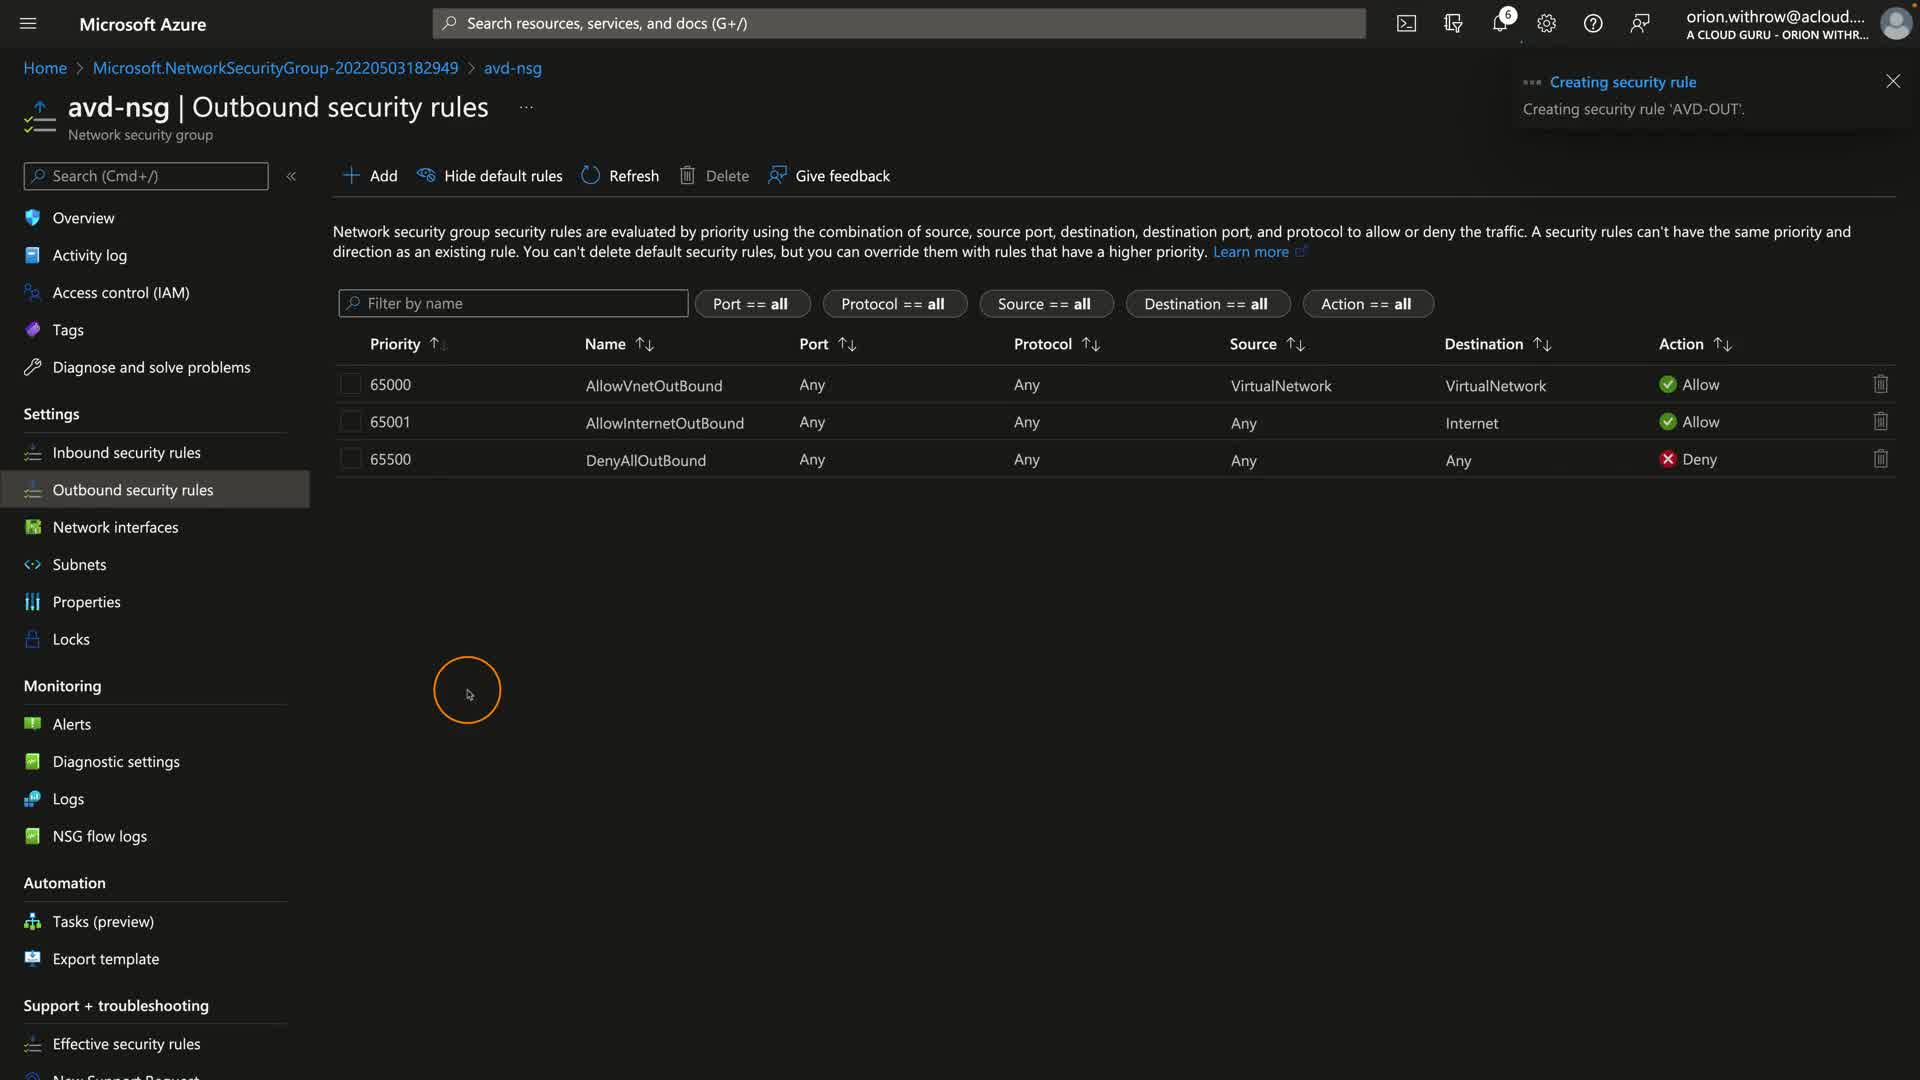 Microsoft Azure
Search resources, services, and docs (G+/)
6
orion.withrow@acloud....
A CLOUD GURU - ORION WITHR...
Home > Microsoft.NetworkSecurityGroup-20220503182949 > avd-nsg
avd-nsg | Outbound security rules ...
Network security group
Creating security rule
Creating security rule 'AVD-OUT'.
Search (Cmd+/)
«
Overview
Activity log
Access control (IAM)
Tags
Diagnose and solve problems
Settings
Inbound security rules
Outbound security rules
Network interfaces
Subnets
Properties
Locks
Monitoring
Alerts
Diagnostic settings
Logs
NSG flow logs
Automation
Tasks (preview)
Export template
Support + troubleshooting
Effective security rules
New Support Request
Add Hide default rules Refresh Delete Give feedback
Network security group security rules are evaluated by priority using the combination of source, source port, destination, destination port, and protocol to allow or deny the traffic. A security rules can't have the same priority and
direction as an existing rule. You can't delete default security rules, but you can override them with rules that have a higher priority. Learn more
Filter by name Port == all Protocol == all Source == all Destination == all Action == all
Priority ↑↓ Name ↑↓ Port ↑↓ Protocol ↑↓ Source ↑↓ Destination ↑↓ Action ↑↓
65000 AllowVnetOutBound Any Any VirtualNetwork VirtualNetwork Allow
65001 AllowInternetOutBound Any Any Any Internet Allow
65500 DenyAllOutBound Any Any Any Any Deny